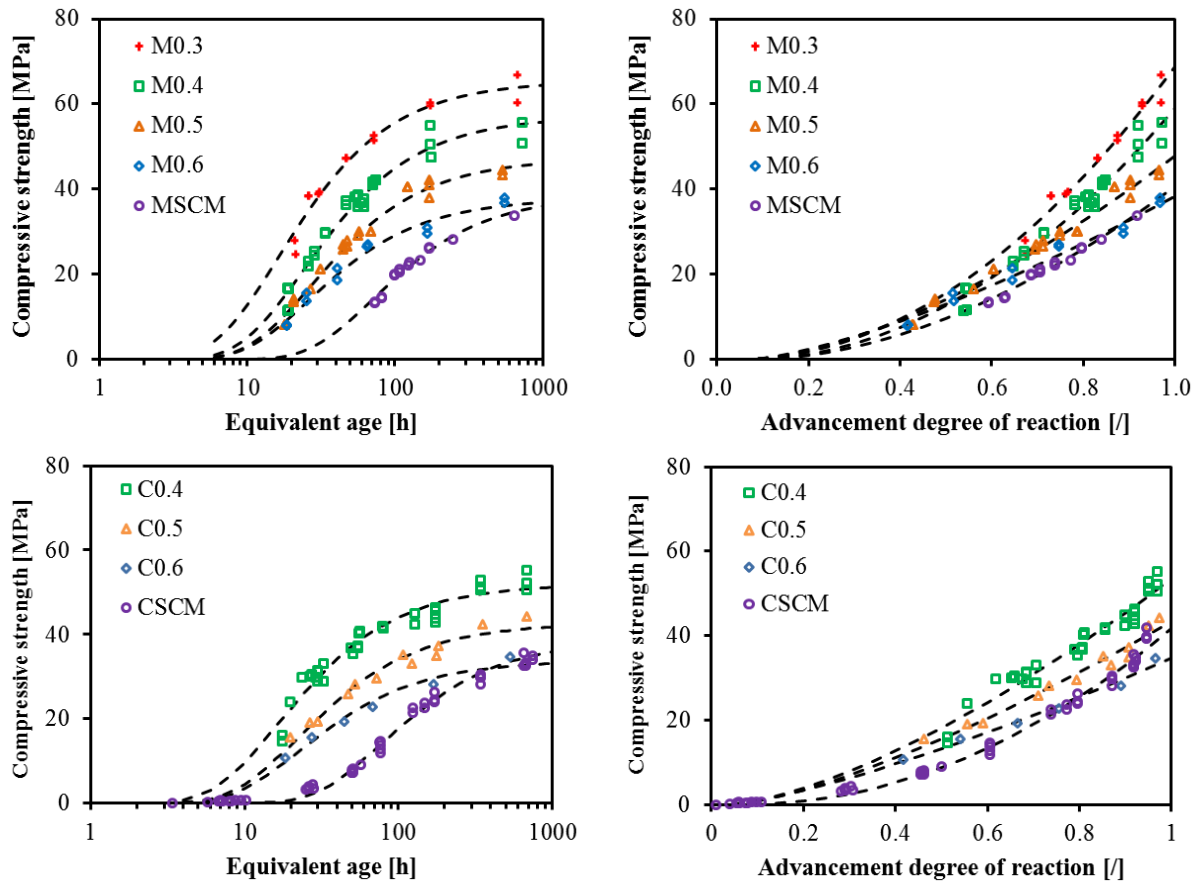 Compressive strength [MPa]
80
60
40
20
0
M0.3
M0.4
M0.5
M0.6
MSCM
1
10
100
1000
Equivalent age [h]
Compressive strength [MPa]
80
60
40
20
0
M0.3
M0.4
M0.5
M0.6
MSCM
0.0
0.2
0.4
0.6
0.8
1.0
Advancement degree of reaction [/]
Compressive strength [MPa]
80
60
40
20
0
C0.4
C0.5
C0.6
CSCM
1
10
100
1000
Equivalent age [h]
Compressive strength [MPa]
80
60
40
20
0
C0.4
C0.5
C0.6
CSCM
0
0.2
0.4
0.6
0.8
1
Advancement degree of reaction [/]